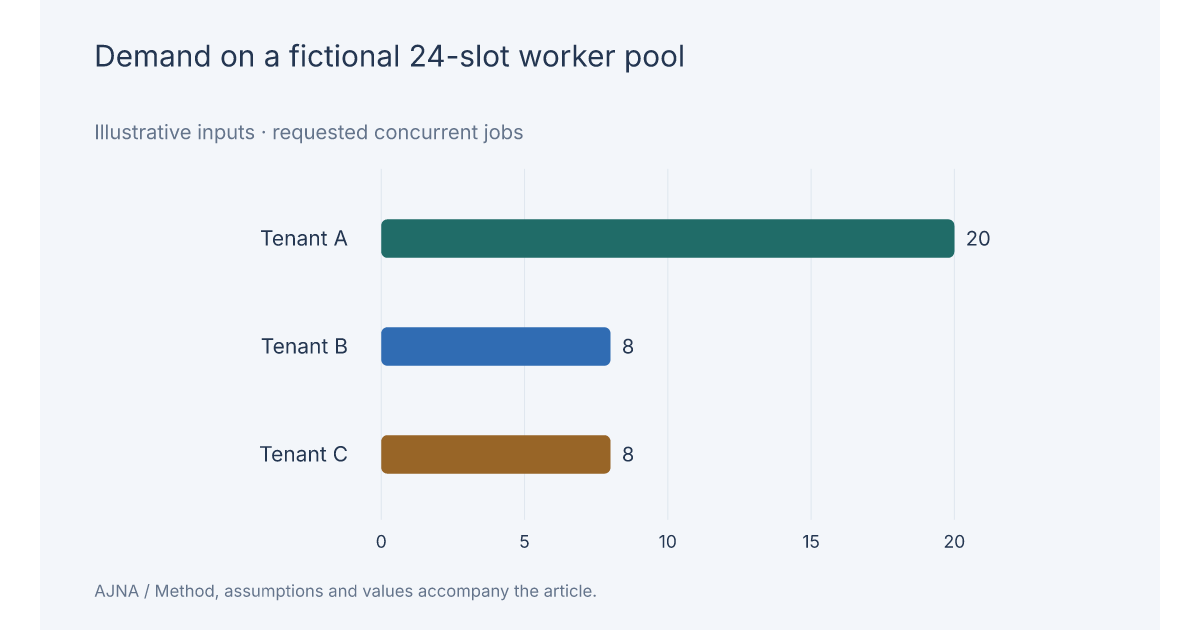 Demand on a fictional 24-slot worker pool
Illustrative inputs · requested concurrent jobs
Tenant A 20
Tenant B 8
Tenant C 8
0 5 10 15 20
AJNA / Method, assumptions and values accompany the article.